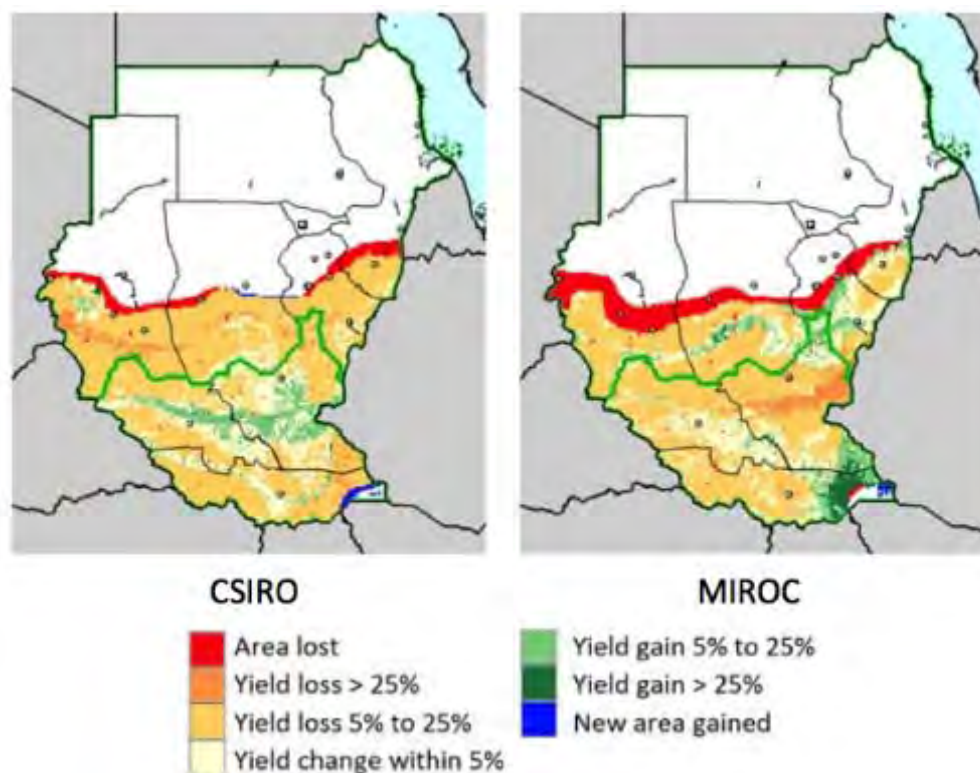 CSIRO
MIROC
Area lost
Yield loss > 25%
Yield loss 5% to 25%
Yield change within 5%
Yield gain 5% to 25%
Yield gain > 25%
New area gained